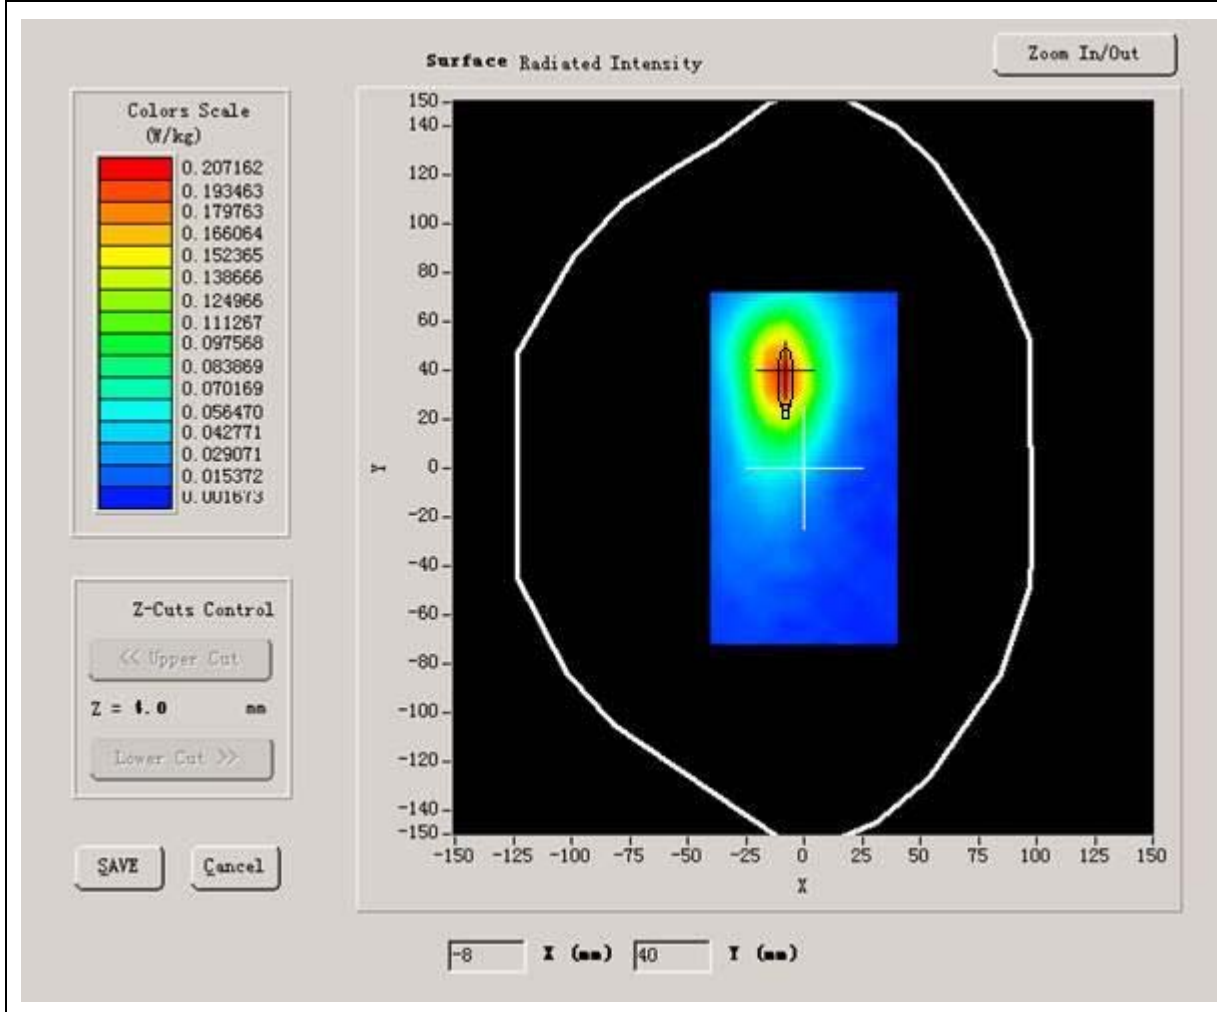 Surface Radiated Intensity
Zoom In/Out
Colors Scale
(W/kg)
0.207162
0.193463
0.179763
0.166064
0.152365
0.138666
0.124966
0.111267
0.097568
0.083869
0.070169
0.056470
0.042771
0.029071
0.015372
0.001673
Z-Cuts Control
<< Upper Cut
Z = 4.0 mm
Lower Cut >>
SAVE Cancel
150
140
120
100
80
60
40
20
0
-20
-40
-60
-80
-100
-120
-140
-150
Y
-150 -125 -100 -75 -50 -25 0 25 50 75 100 125 150
X
-8 X (mm) 40 Y (mm)